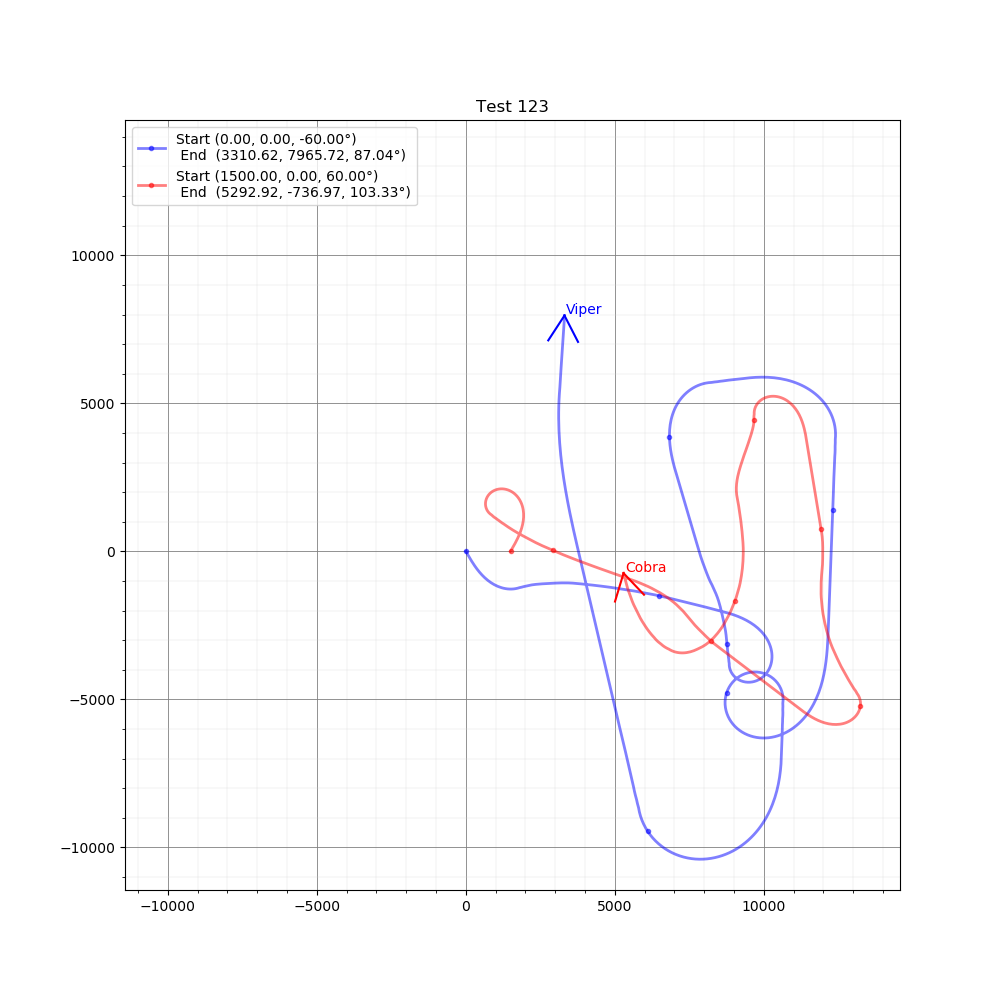 Test 123
Start (0.00, 0.00, -60.00°)
End (3310.62, 7965.72, 87.04°)
Start (1500.00, 0.00, 60.00°)
End (5292.92, -736.97, 103.33°)
10000
5000
0
−5000
−10000
Viper
Cobra
−10000 −5000 0 5000 10000